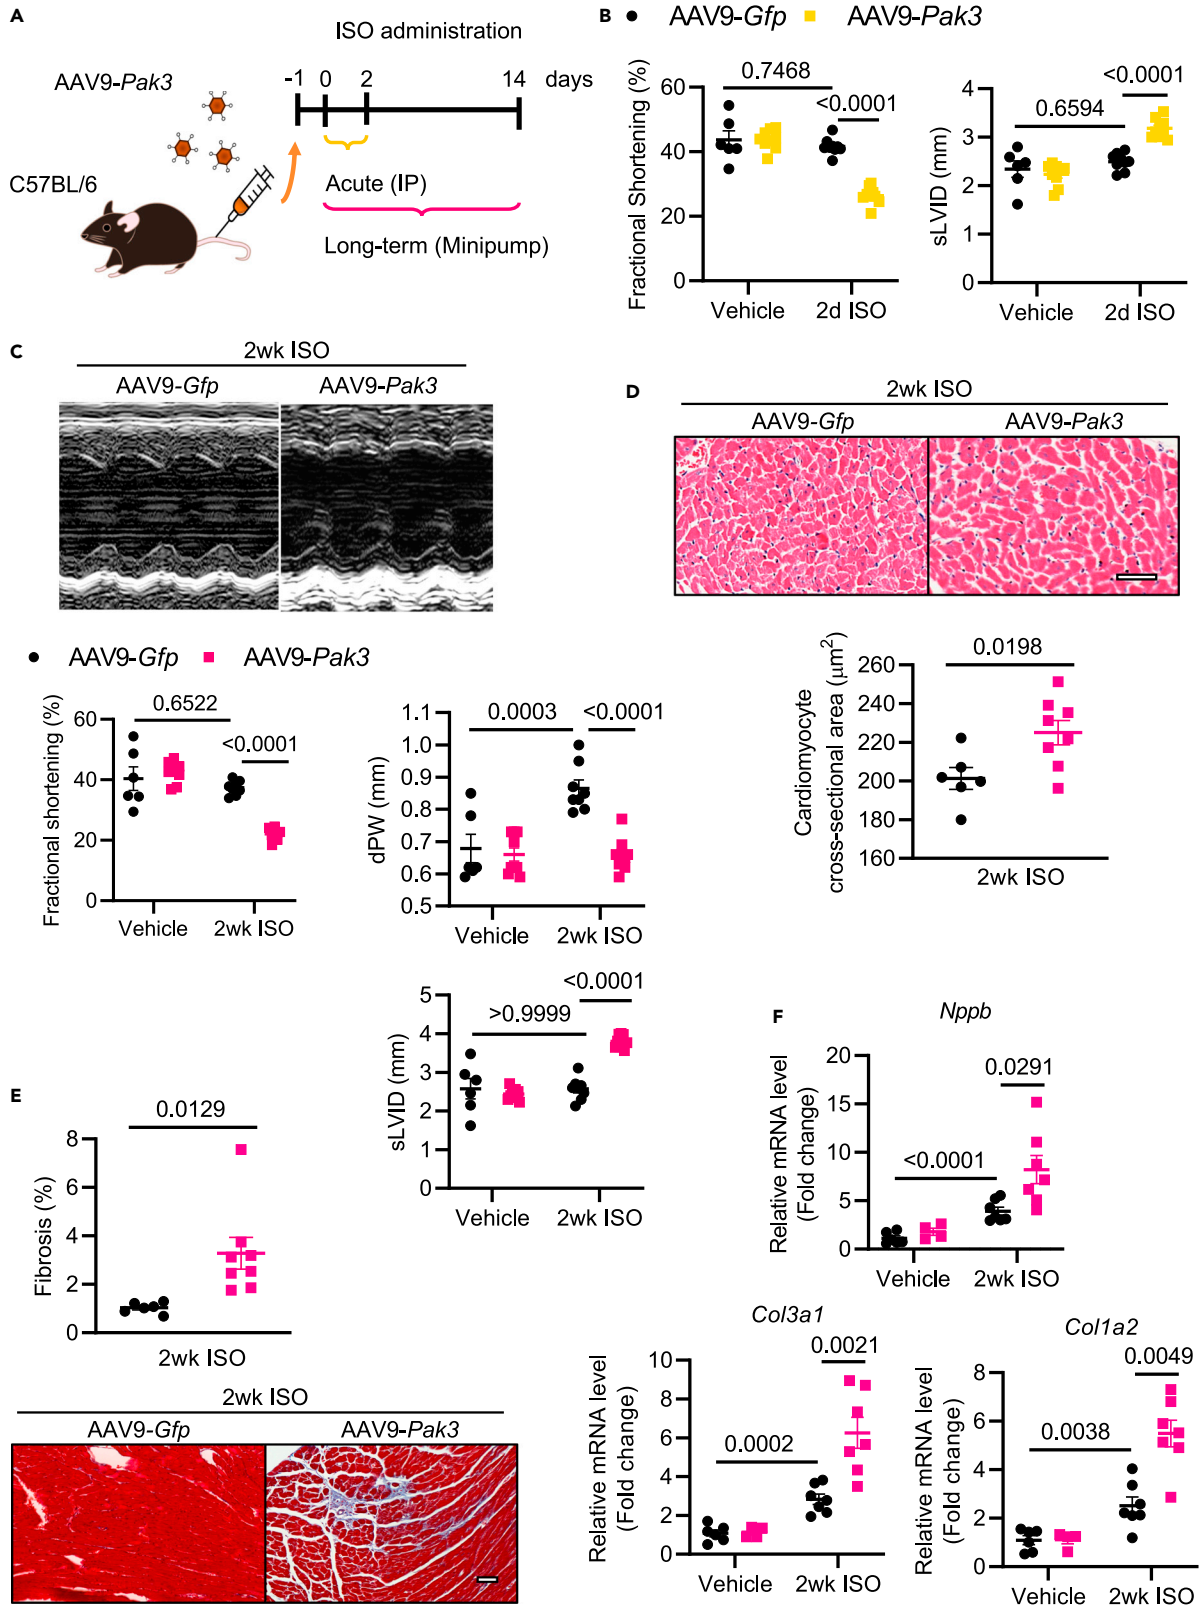 A
ISO administration
AAV9-Pak3
-1 0 2 14 days
C57BL/6
Acute (IP)
Long-term (Minipump)
B
AAV9-Gfp AAV9-Pak3
Fractional Shortening (%)
60
40
20
0
0.7468
<0.0001
Vehicle 2d ISO
sLVID (mm)
4
3
2
1
0
0.6594
<0.0001
Vehicle 2d ISO
C
2wk ISO
AAV9-Gfp AAV9-Pak3
AAV9-Gfp AAV9-Pak3
Fractional shortening (%)
60
40
20
0
0.6522
<0.0001
Vehicle 2wk ISO
dPW (mm)
1.1
1.0
0.9
0.8
0.7
0.6
0.5
0.0003
<0.0001
Vehicle 2wk ISO
sLVID (mm)
5
4
3
2
1
0
>0.9999
<0.0001
Vehicle 2wk ISO
D
2wk ISO
AAV9-Gfp AAV9-Pak3
Cardiomyocyte
cross-sectional area (μm²)
260
240
220
200
180
160
0.0198
2wk ISO
E
Fibrosis (%)
8
6
4
2
0
0.0129
2wk ISO
2wk ISO
AAV9-Gfp AAV9-Pak3
F
Nppb
Relative mRNA level
(Fold change)
20
15
10
5
0
<0.0001
0.0291
Vehicle 2wk ISO
Col3a1
Relative mRNA level
(Fold change)
10
8
6
4
2
0
0.0002
0.0021
Vehicle 2wk ISO
Col1a2
Relative mRNA level
(Fold change)
8
6
4
2
0
0.0038
0.0049
Vehicle 2wk ISO